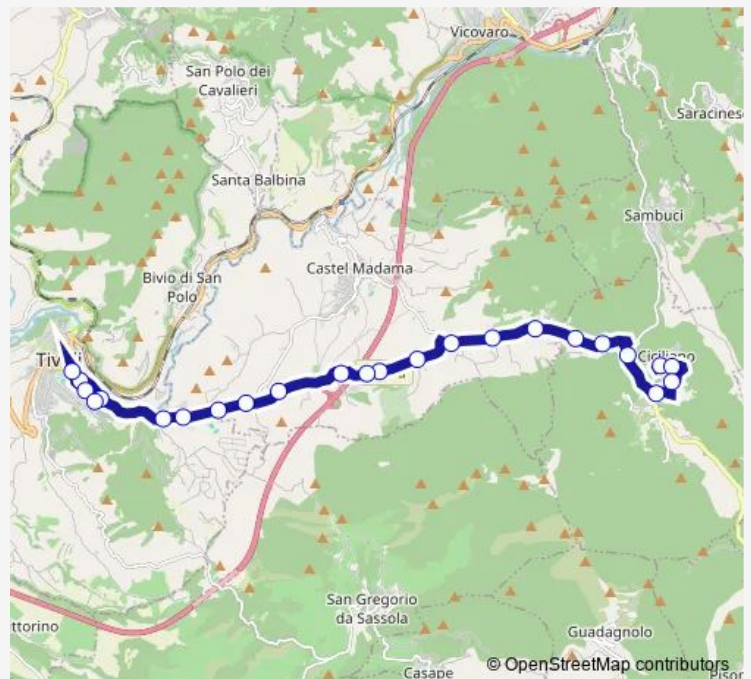 Vicovaro
San Polo dei
Cavalieri
Saracines
Santa Balbina
Sambuci
Castel Madama
Bivio di San
Polo
Ciciliano
San Gregorio
da Sassola
Guadagnolo
ttorino
Casape
© OpenStreetMap contributors